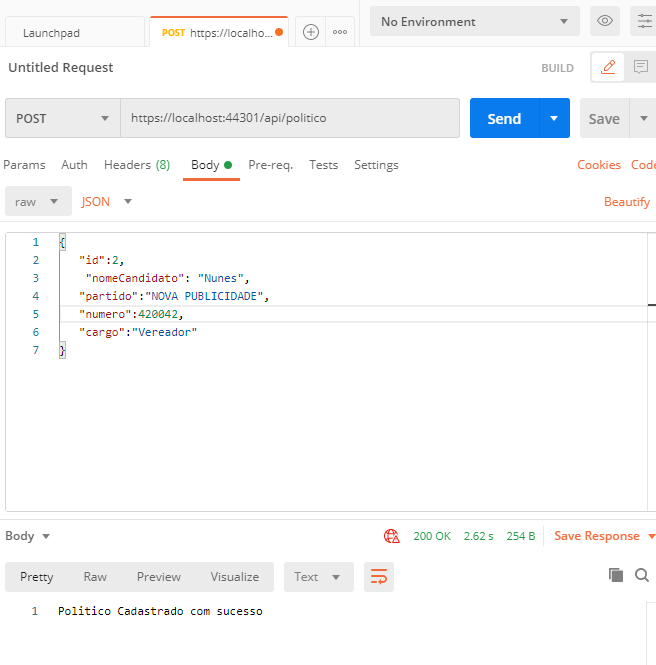 Launchpad
POST https://localho...
No Environment
Untitled Request
BUILD
POST
https://localhost:44301/api/politico
Send
Save
Params Auth Headers (8) Body Pre-req. Tests Settings
Cookies Code
raw JSON
Beautify
1 {
2 "id":2,
3 "nomeCandidato": "Nunes",
4 "partido":"NOVA PUBLICIDADE",
5 "numero":420042,
6 "cargo":"Vereador"
7 }
Body
200 OK 2.62 s 254 B Save Response
Pretty Raw Preview Visualize Text
1 Politico Cadastrado com sucesso